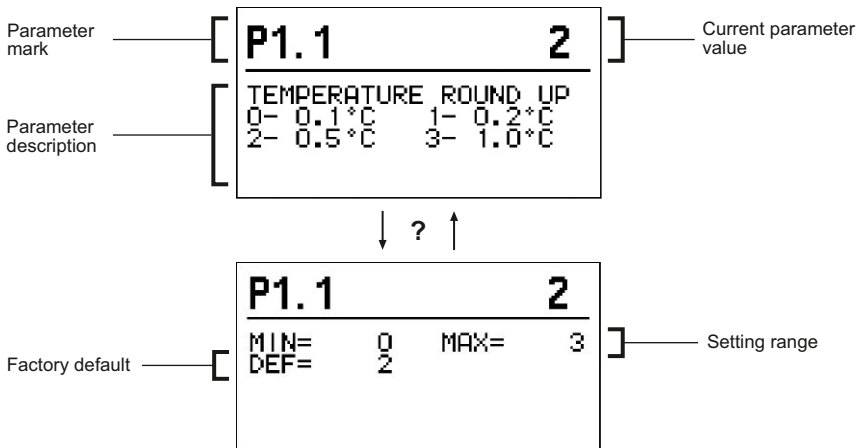 Parameter
mark
P1.1 2
Current parameter
value
Parameter
description
TEMPERATURE ROUND UP
0- 0.1°C 1- 0.2°C
2- 0.5°C 3- 1.0°C
?
P1.1 2
MIN= 0 MAX= 3
DEF= 2
Setting range
Factory default